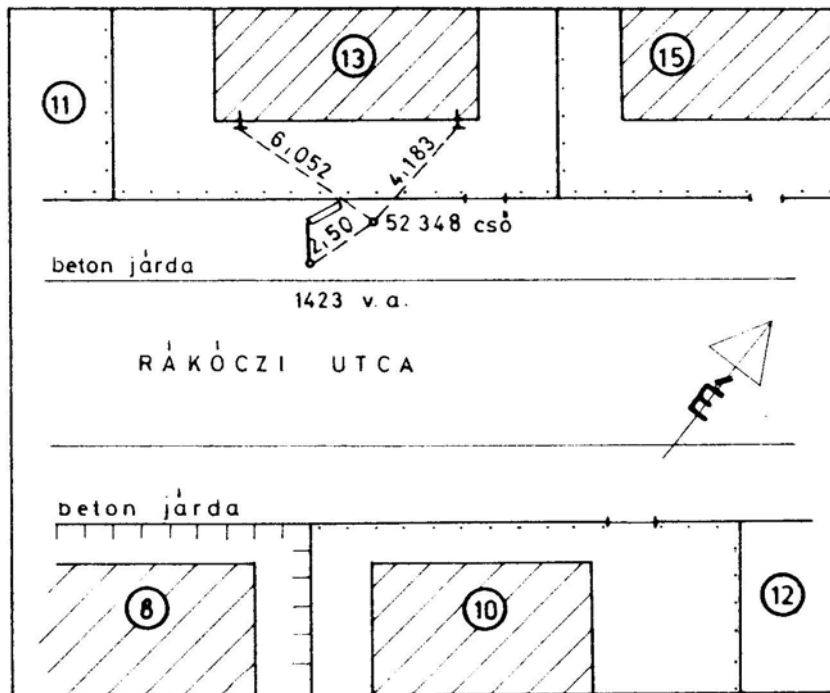 13
15
11
6,052
4,183
2,50
52 348 cső
beton járda
1423 v. a.
RÁKÓCZI UTCA
É
beton járda
8
10
12